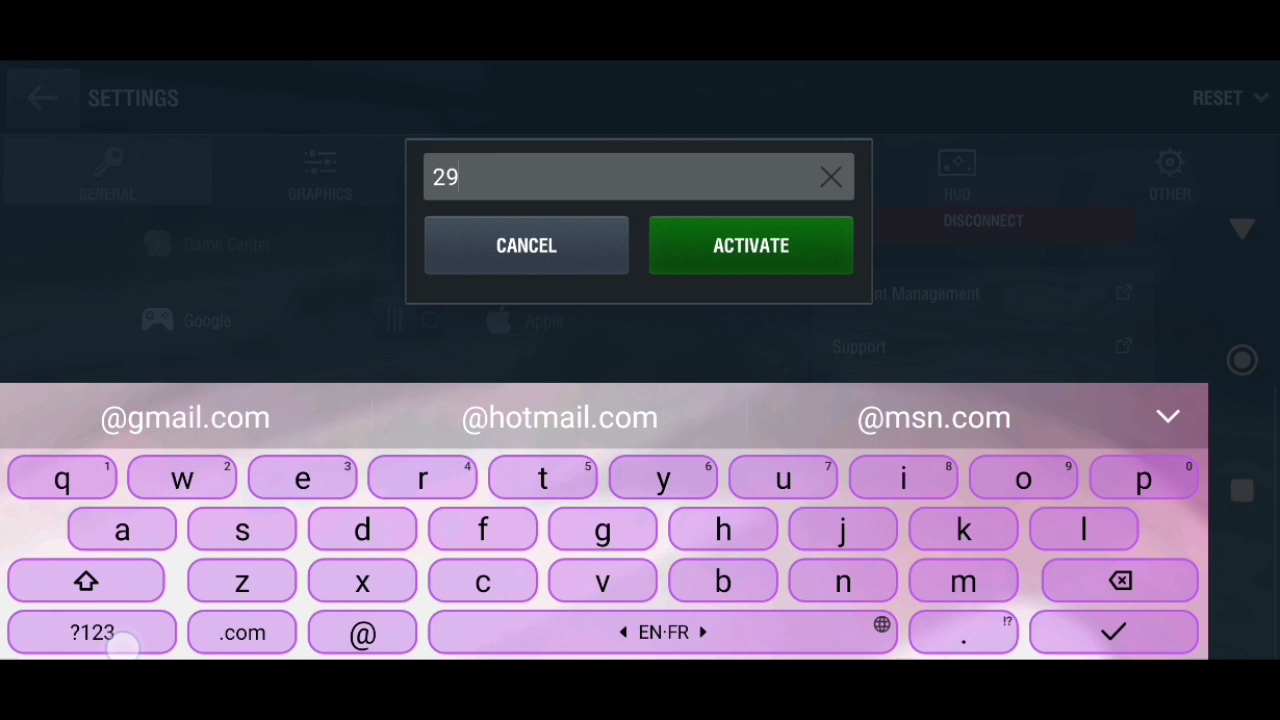 SETTINGS
RESET
GENERAL
GRAPHICS
HUD
OTHER
29
CANCEL
ACTIVATE
DISCONNECT
Game Center
nt Management
Google
Apple
Support
@gmail.com @hotmail.com @msn.com
q 1 w 2 e 3 r 4 t 5 y 6 u 7 i 8 o 9 p 0
a s d f g h j k l
z x c v b n m
?123 .com @ EN·FR . !?